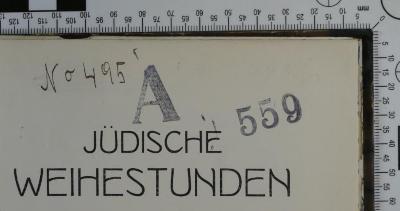 No 495
A
559
JÜDISCHE
WEIHESTUNDEN